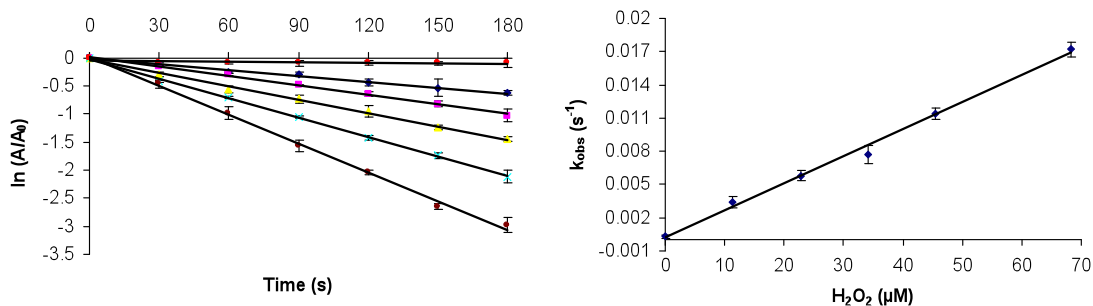 0 30 60 90 120 150 180
0
-0.5
-1
-1.5
-2
-2.5
-3
-3.5
ln (A/A₀)
Time (s)
0.02
0.017
0.014
0.011
0.008
0.005
0.002
-0.001
k_obs (s⁻¹)
0 10 20 30 40 50 60 70
H₂O₂ (µM)